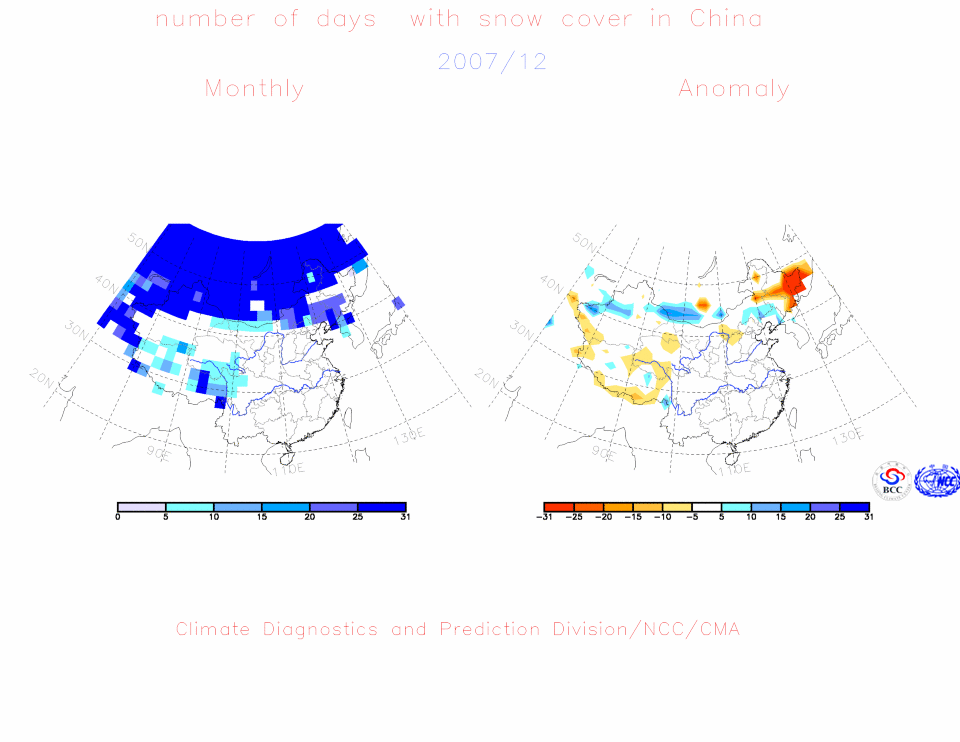 number of days with snow cover in China
2007/12
Monthly Anomaly
50N 50N
40N 40N
30N 30N
20N 20N
90E 110E 130E 90E 110E 130E
BCC NCC
0 5 10 15 20 25 31 -31 -25 -20 -15 -10 -5 5 10 15 20 25 31
Climate Diagnostics and Prediction Division/NCC/CMA